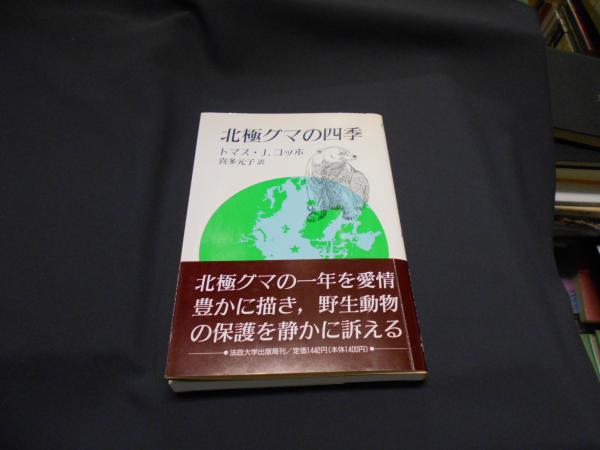 北極グマの四季
トマス・J.コッホ
喜多元子訳
北極グマの一年を愛情
豊かに描き，野生動物
の保護を静かに訴える
●法政大学出版局刊／定価1442円（本体1400円）●